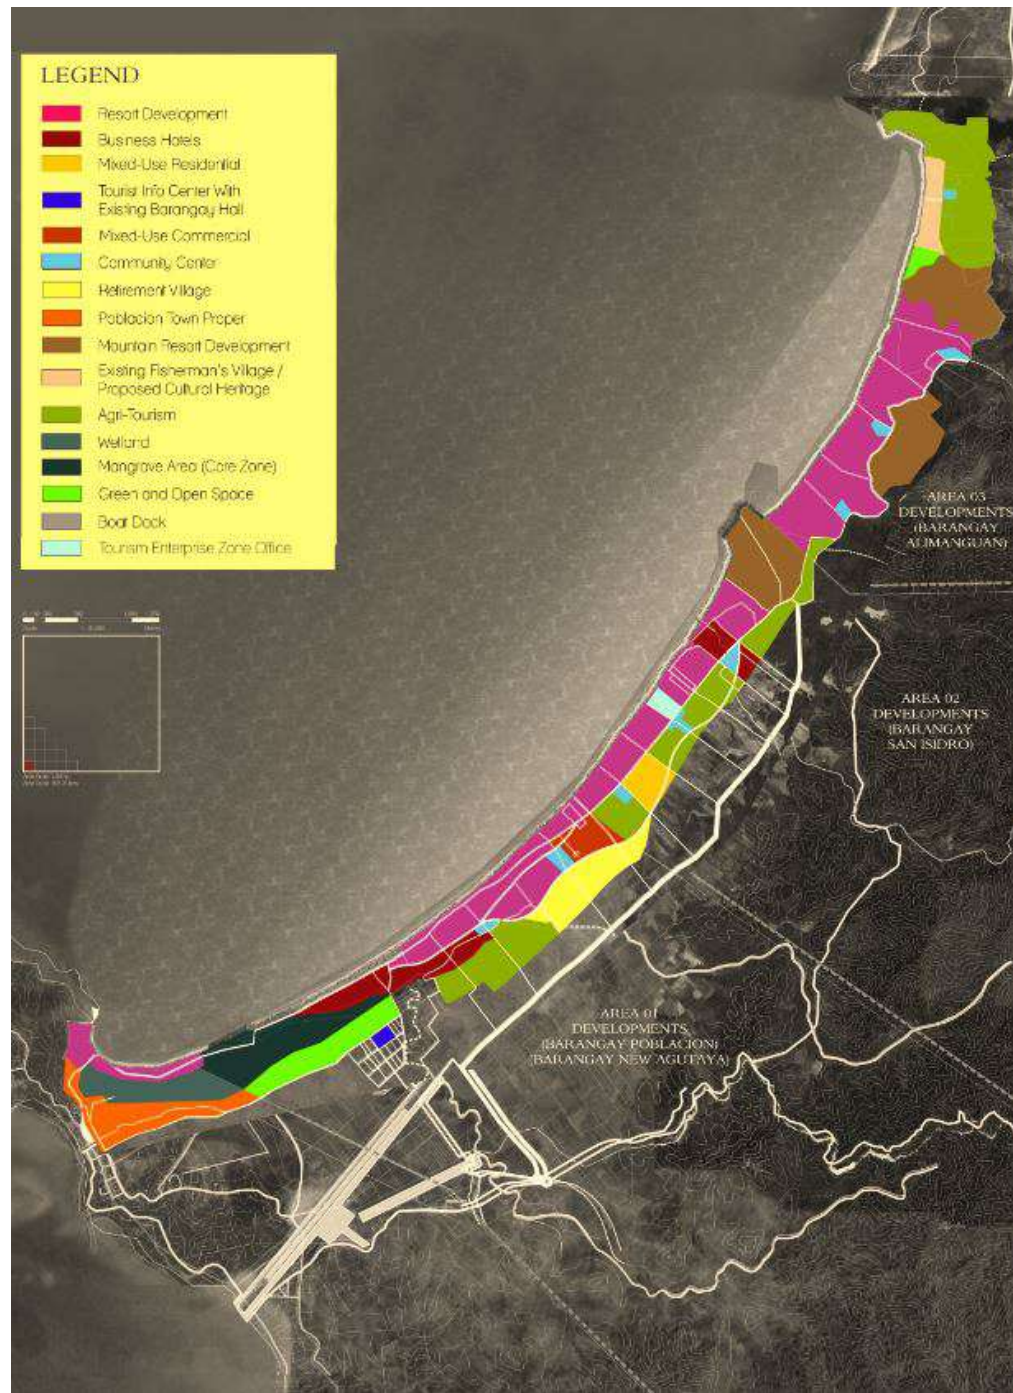 LEGEND
Resort Development
Business Hotels
Mixed-Use Residential
Tourist Info Center With
Existing Barangay Hall
Mixed-Use Commercial
Community Center
Retirement Village
Poblacion Town Proper
Mountain Resort Development
Existing Fisherman's Village /
Proposed Cultural Heritage
Agri-Tourism
Wetland
Mangrove Area (Core Zone)
Green and Open Space
Boat Dock
Tourism Enterprise Zone Office
AREA 03
DEVELOPMENTS
(BARANGAY
ALIMANGUAN)
AREA 02
DEVELOPMENTS
(BARANGAY
SAN ISIDRO)
AREA 01
DEVELOPMENTS
(BARANGAY POBLACION)
(BARANGAY NEW AGUTAYA)